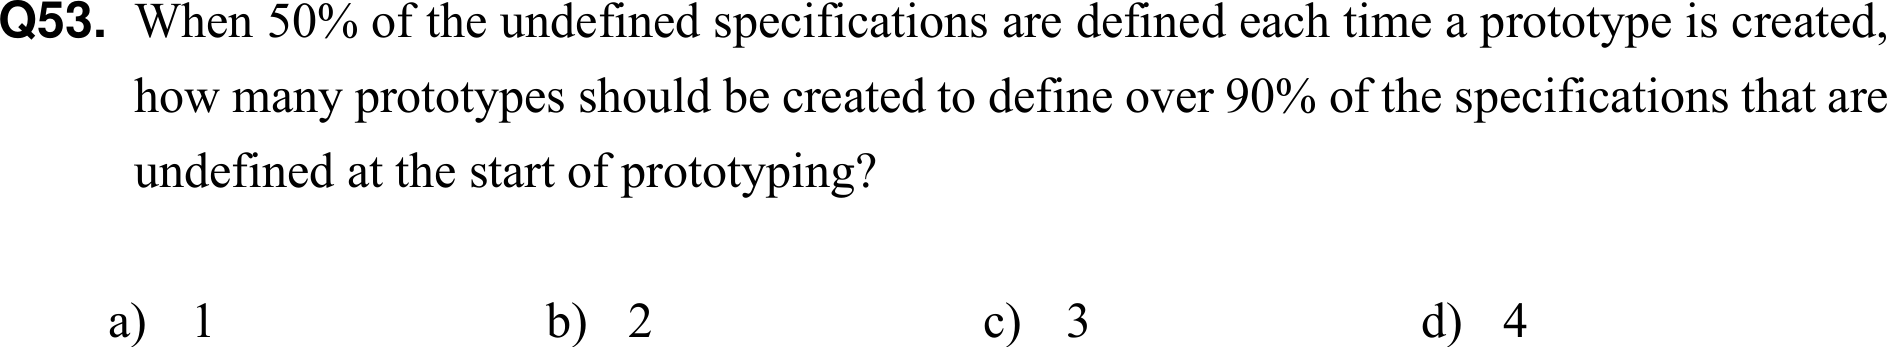 Q53. When 50% of the undefined specifications are defined each time a prototype is created,
how many prototypes should be created to define over 90% of the specifications that are
undefined at the start of prototyping?
a) 1 b) 2 c) 3 d) 4